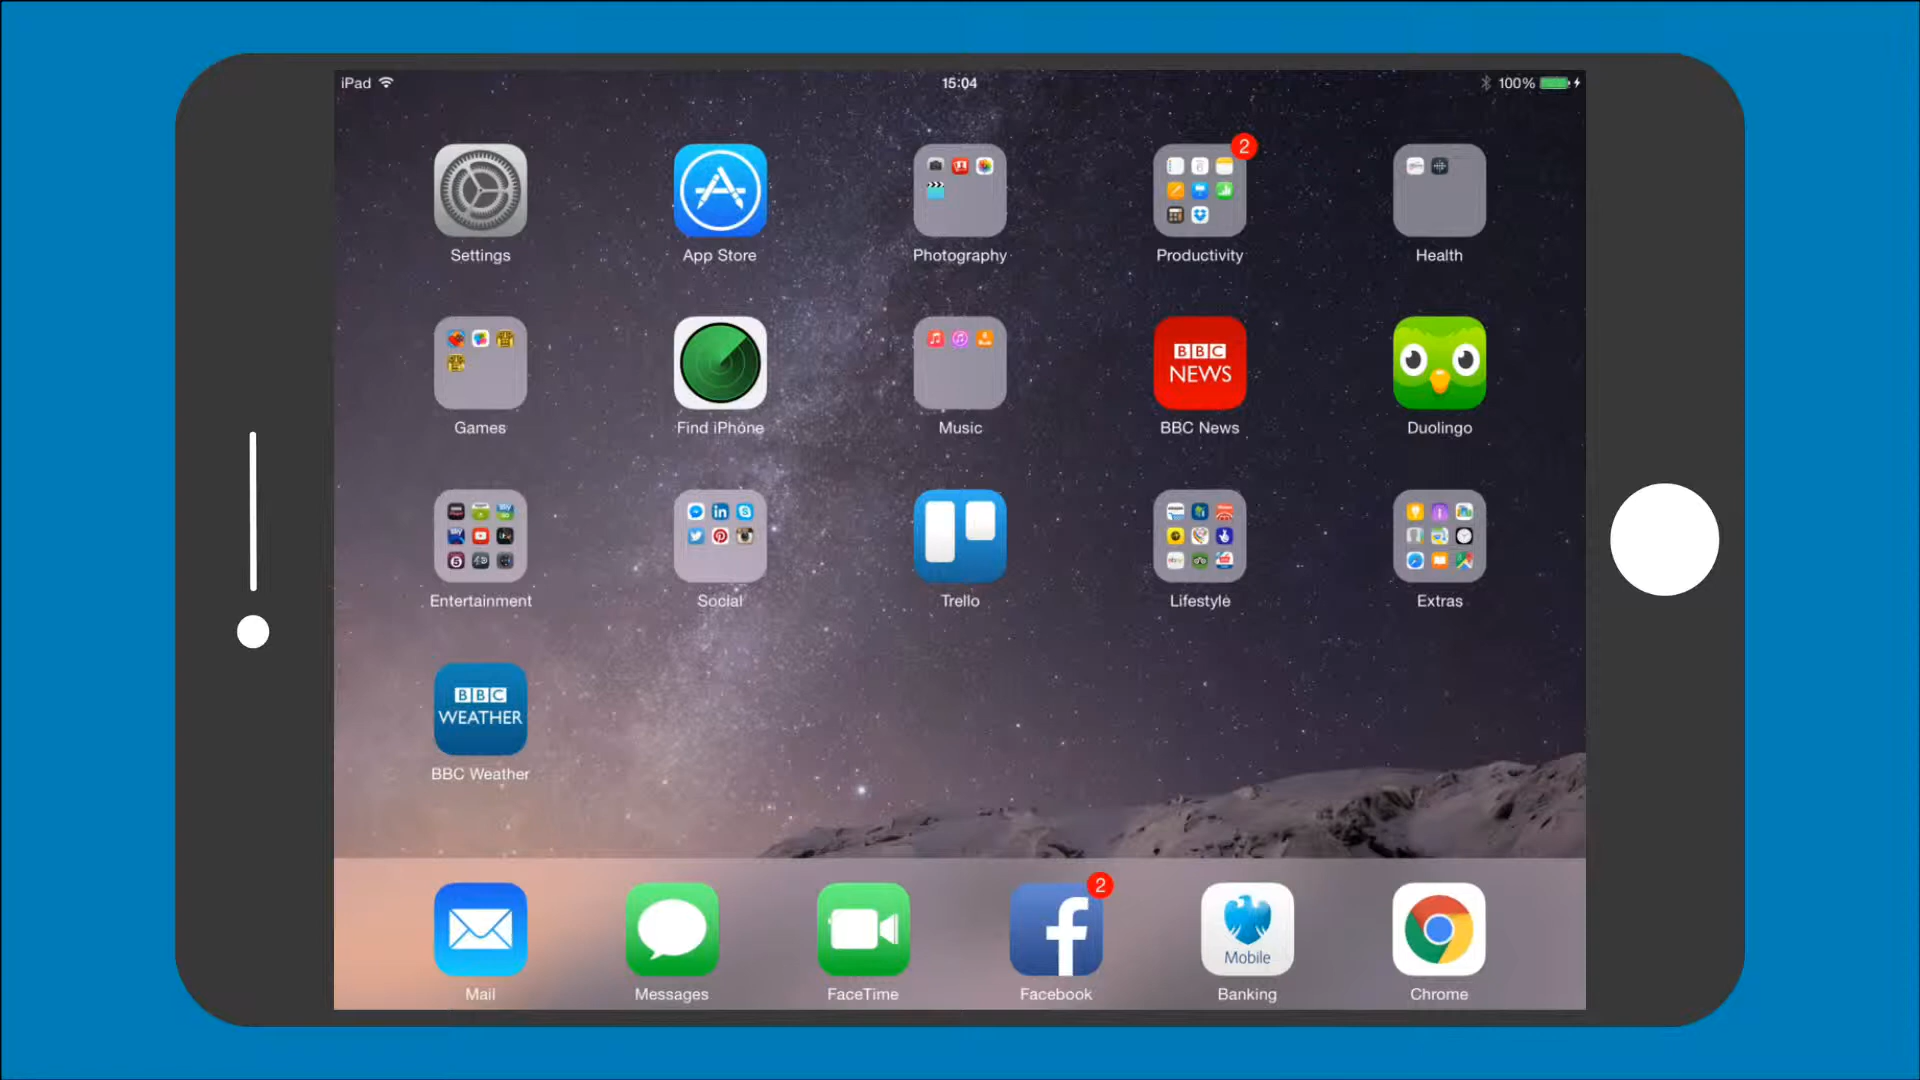 iPad
15:04
100%
2
Settings
App Store
Photography
Productivity
Health
BBC
NEWS
Games
Find iPhone
Music
BBC News
Duolingo
Entertainment
Social
Trello
Lifestyle
Extras
BBC
WEATHER
BBC Weather
2
Mobile
Mail
Messages
FaceTime
Facebook
Banking
Chrome